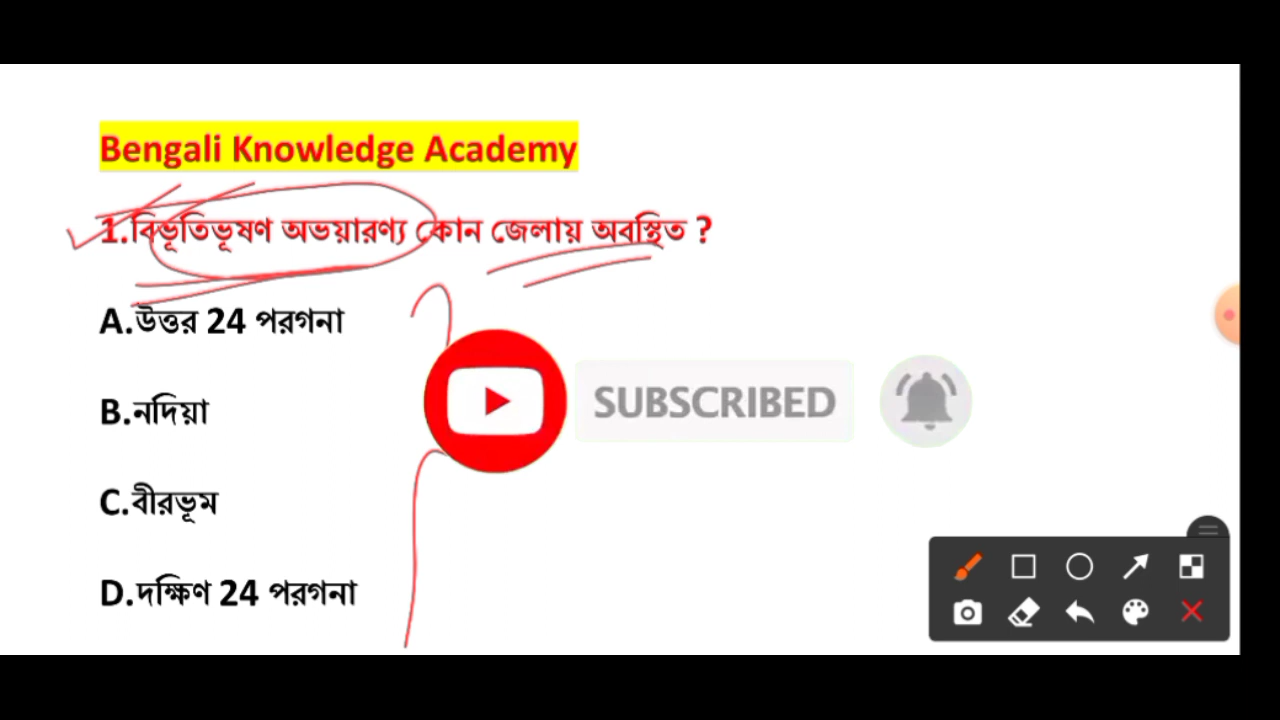 Bengali Knowledge Academy
1.বিভূতিভূষণ অভয়ারণ্য কোন জেলায় অবস্থিত ?
A.উত্তর 24 পরগনা
B.নদিয়া
SUBSCRIBED
C.বীরভূম
D.দক্ষিণ 24 পরগনা